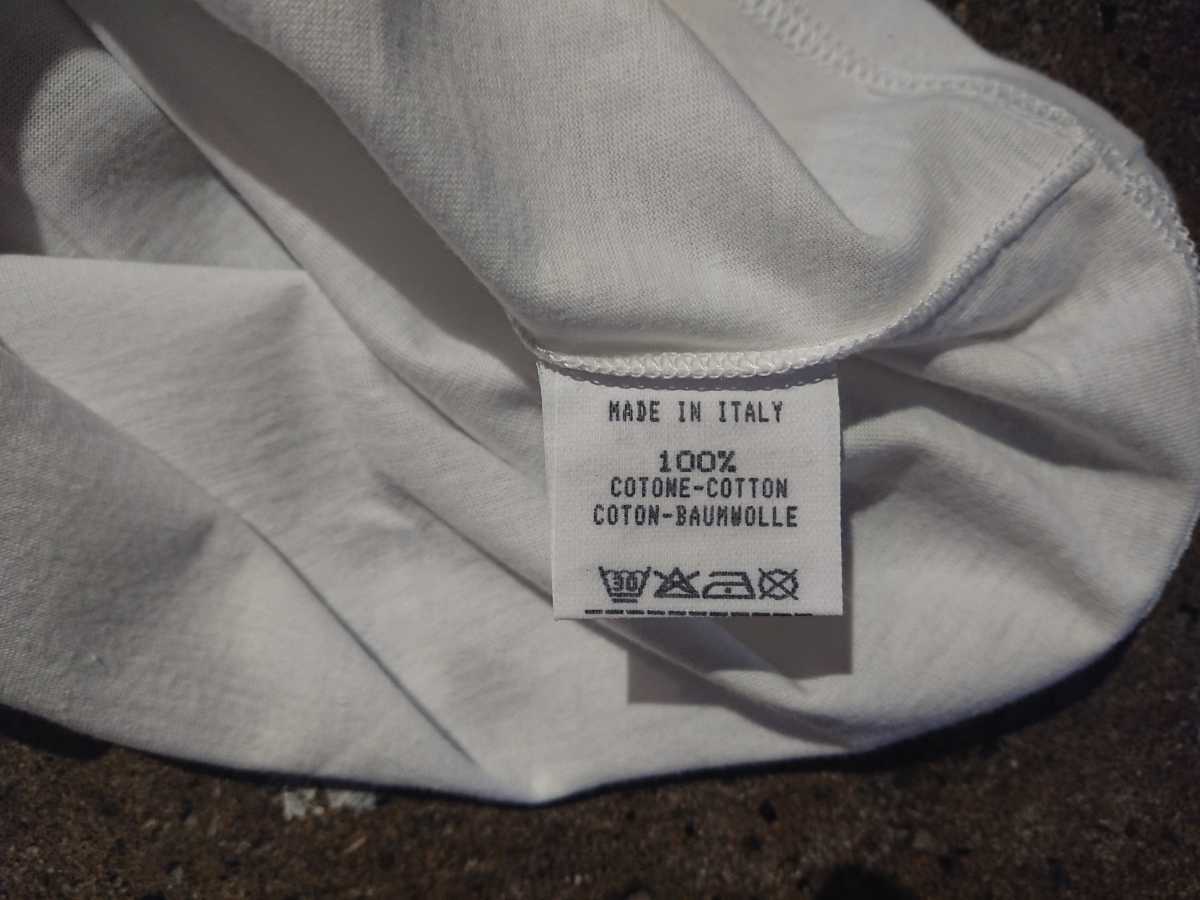 MADE IN ITALY
100%
COTONE-COTTON
COTON-BAUMWOLLE
30